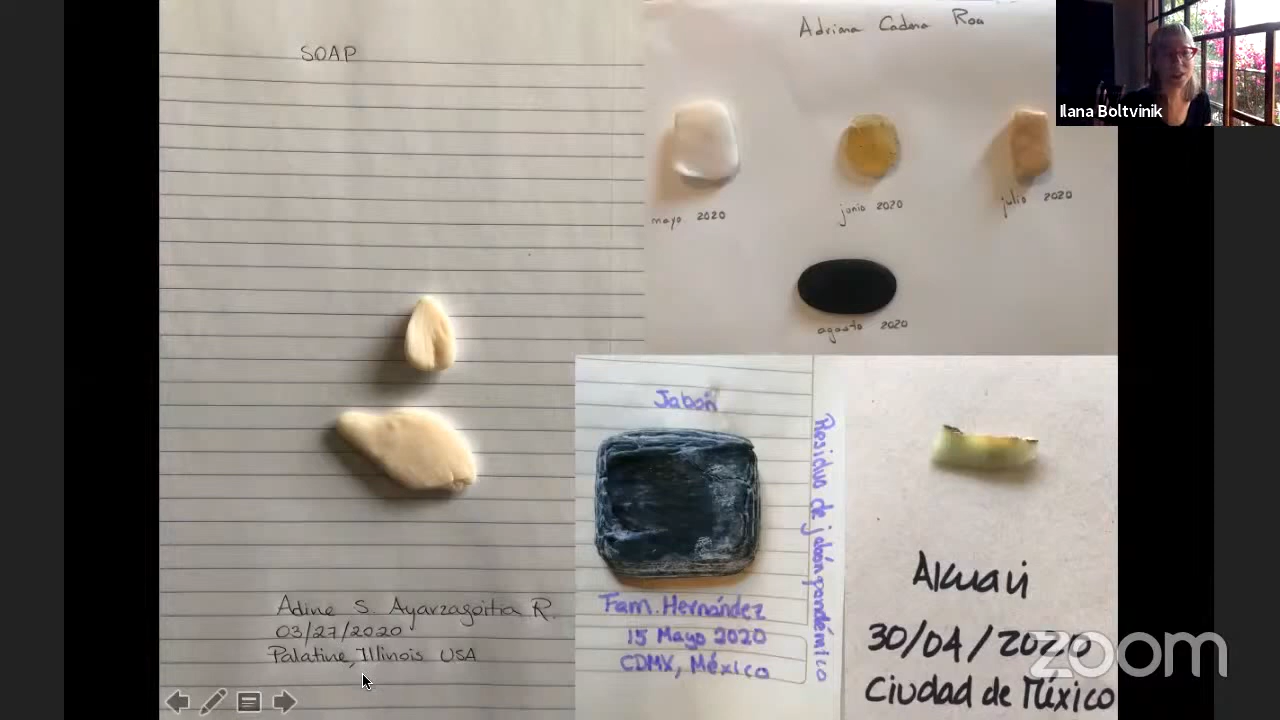 SOAP
Adine S. Ayarzagoitia R.
03/27/2020
Palatine, Illinois USA
Adriana Cadena Roa
mayo 2020
junio 2020
julio 2020
agosto 2020
Jabón
Residuo de jabón pandémico
Fam. Hernández
15 Mayo 2020
CDMX, México
30/04/2020
Ciudad de México
Ilana Boltvinik
zoom